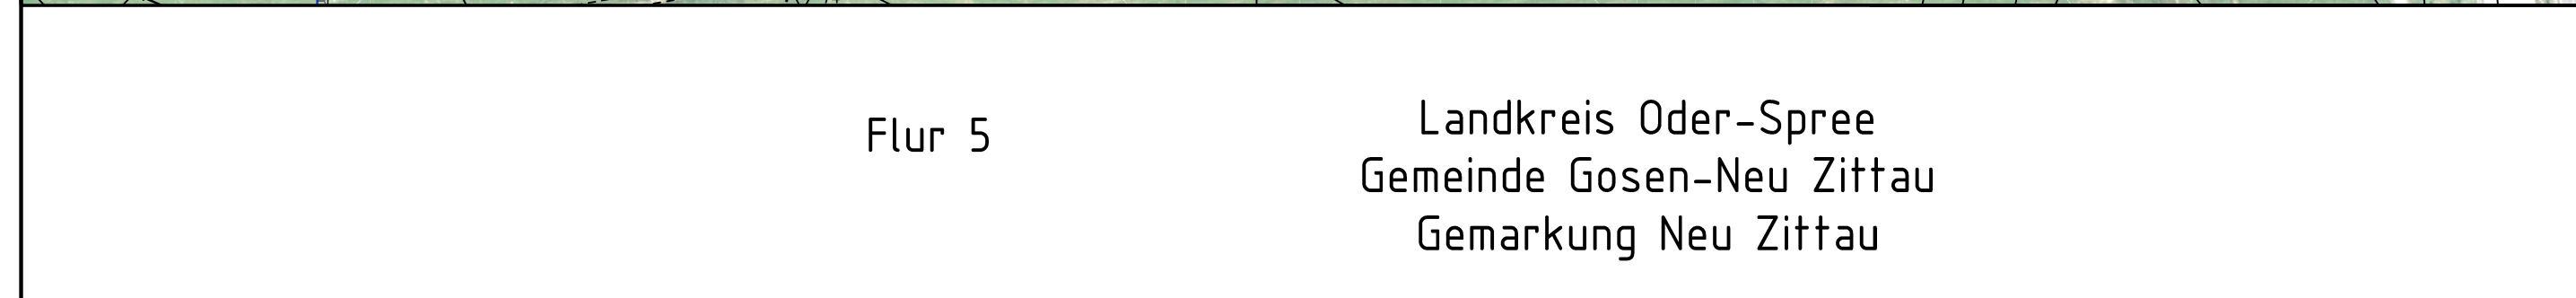 Flur 5
Landkreis Oder-Spree
Gemeinde Gosen-Neu Zittau
Gemarkung Neu Zittau